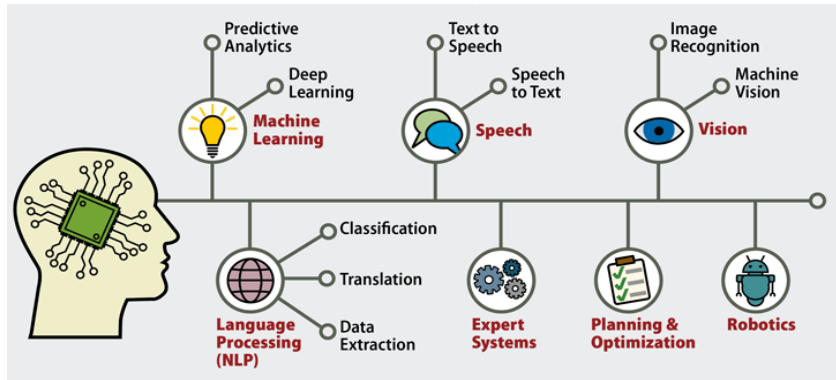 Predictive
Analytics
Deep
Learning
Machine
Learning
Text to
Speech
Speech
to Text
Speech
Image
Recognition
Machine
Vision
Vision
Classification
Translation
Data
Extraction
Language
Processing
(NLP)
Expert
Systems
Planning &
Optimization
Robotics